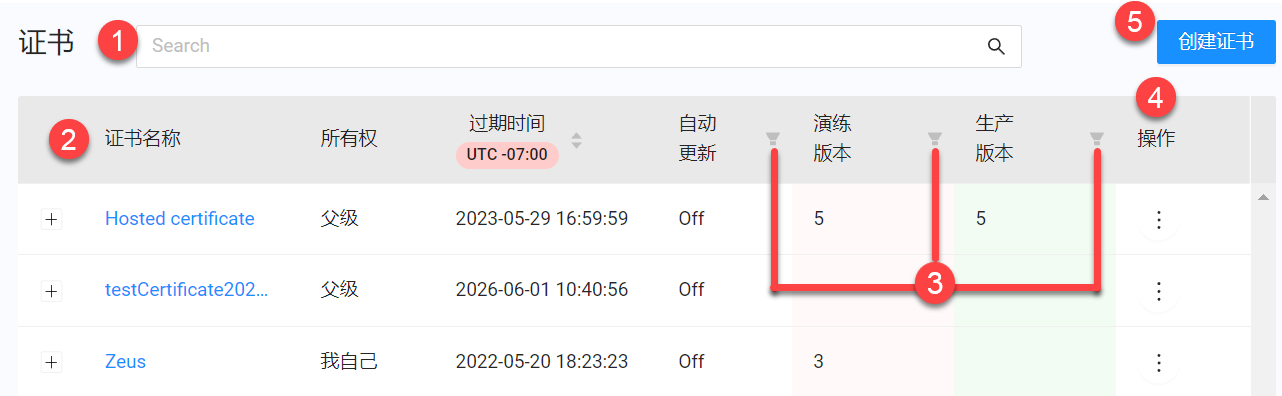 证书
1
Search
5
创建证书
2
证书名称
所有权
过期时间
UTC -07:00
自动
更新
演练
版本
生产
版本
4
操作
Hosted certificate 父级 2023-05-29 16:59:59 Off 5 5
testCertificate202... 父级 2026-06-01 10:40:56 Off
3
Zeus 我自己 2022-05-20 18:23:23 Off 3